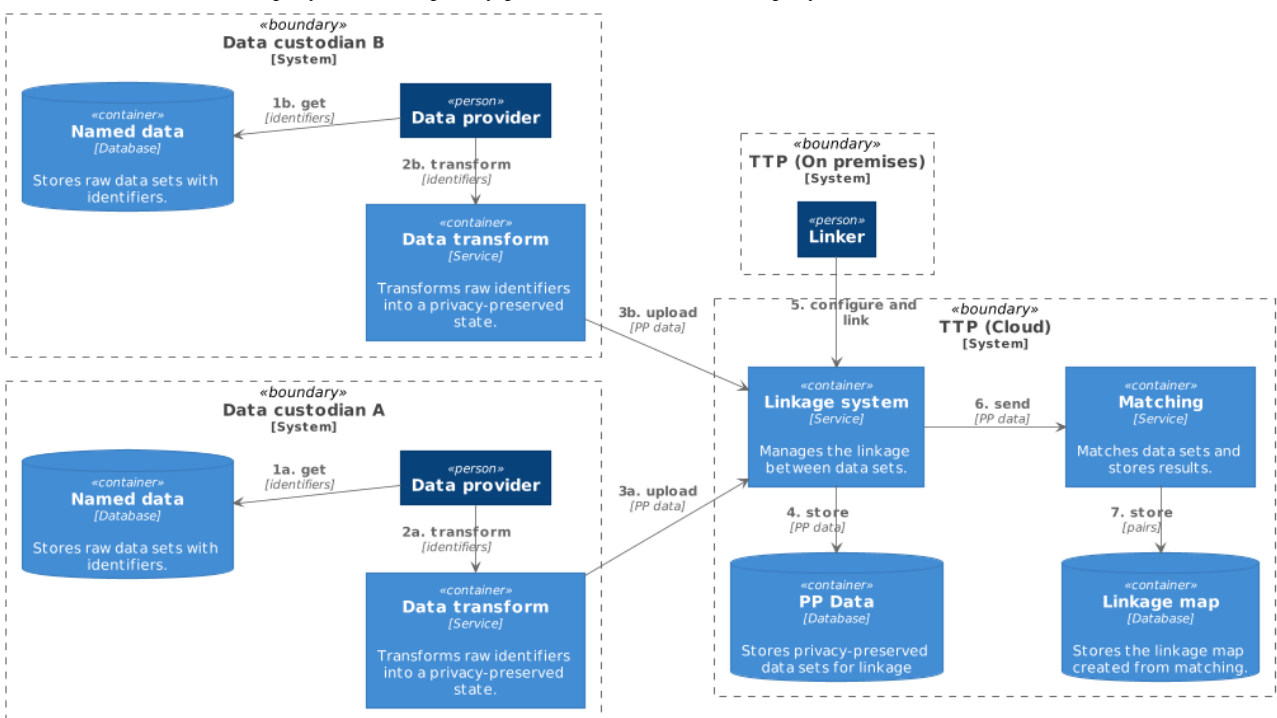 «boundary»
Data custodian B
[System]
«container»
Named data
[Database]
Stores raw data sets with
identifiers.
1b. get
[identifiers]
«person»
Data provider
2b. transform
[identifiers]
«container»
Data transform
[Service]
Transforms raw identifiers
into a privacy-preserved
state.
3b. upload
[PP data]
«boundary»
Data custodian A
[System]
«container»
Named data
[Database]
Stores raw data sets with
identifiers.
1a. get
[identifiers]
«person»
Data provider
2a. transform
[identifiers]
«container»
Data transform
[Service]
Transforms raw identifiers
into a privacy-preserved
state.
3a. upload
[PP data]
«boundary»
TTP (On premises)
[System]
«person»
Linker
5. configure and
link
«boundary»
TTP (Cloud)
[System]
«container»
Linkage system
[Service]
Manages the linkage
between data sets.
6. send
[PP data]
«container»
Matching
[Service]
Matches data sets and
stores results.
4. store
[PP data]
7. store
[pairs]
«container»
PP Data
[Database]
Stores privacy-preserved
data sets for linkage
«container»
Linkage map
[Database]
Stores the linkage map
created from matching.